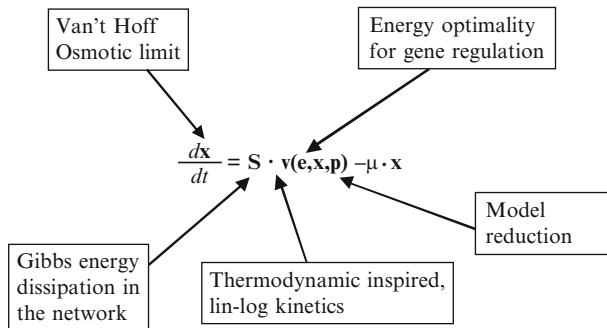 Van't Hoff
Osmotic limit
Energy optimality
for gene regulation
dx/dt = S · v(e,x,p) −μ · x
Model
reduction
Gibbs energy
dissipation in
the network
Thermodynamic inspired,
lin-log kinetics